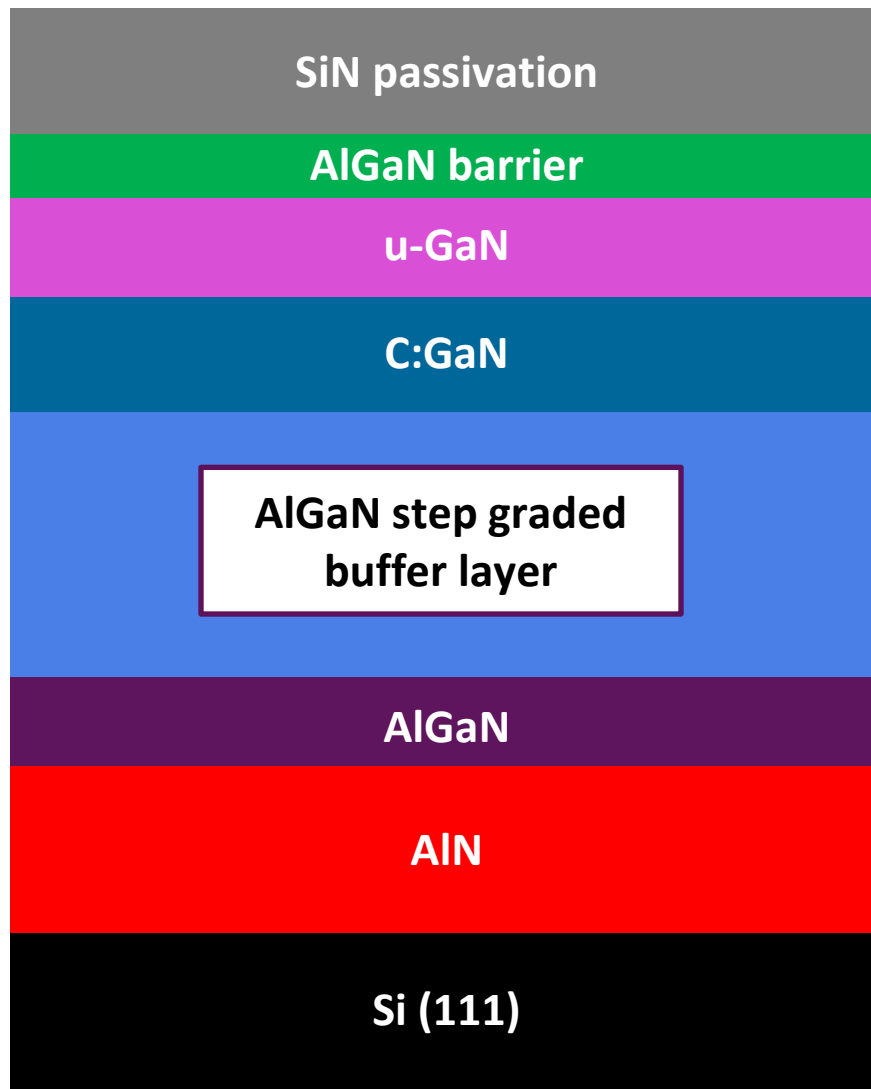 SiN passivation
AlGaN barrier
u-GaN
C:GaN
AlGaN step graded
buffer layer
AlGaN
AlN
Si (111)